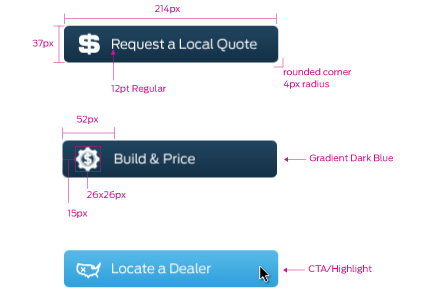 214px
37px
$ Request a Local Quote
rounded corner
4px radius
12pt Regular
52px
$ Build & Price
Gradient Dark Blue
26x26px
15px
Locate a Dealer
CTA/Highlight